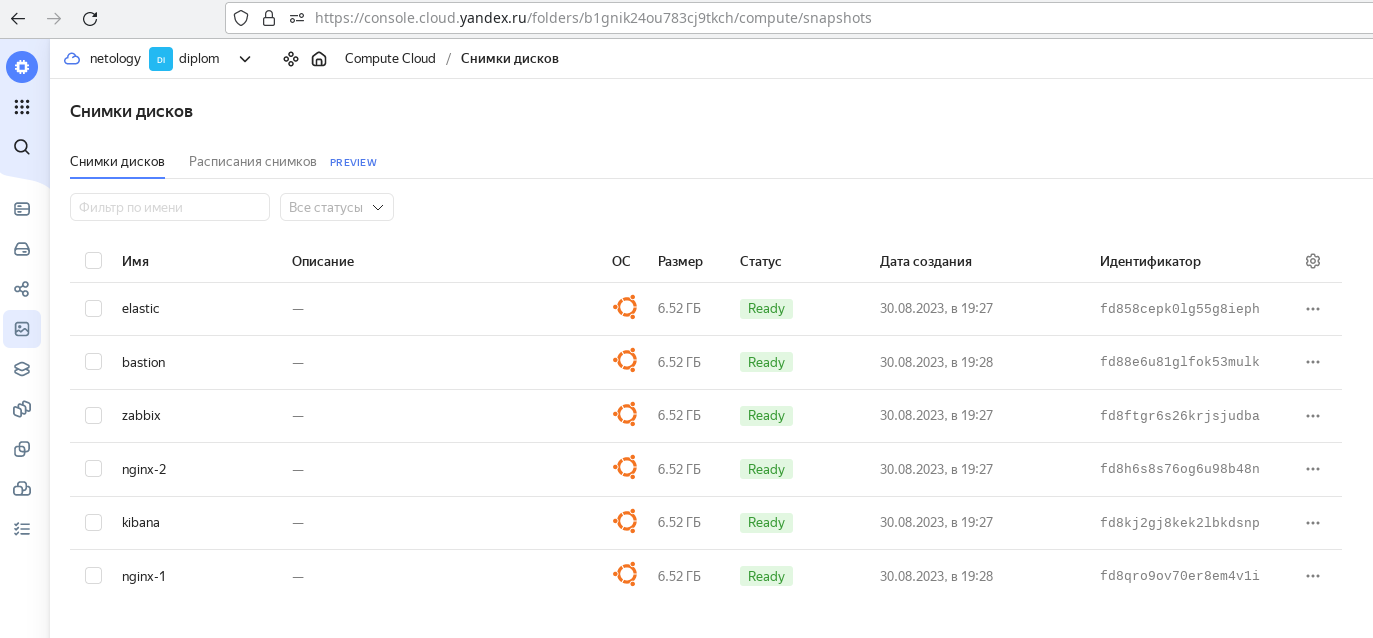 https://console.cloud.yandex.ru/folders/b1gnik24ou783cj9tkch/compute/snapshots
netology DI diplom Compute Cloud / Снимки дисков
Снимки дисков
Снимки дисков Расписания снимков PREVIEW
Фильтр по имени Все статусы
Имя Описание ОС Размер Статус Дата создания Идентификатор
elastic — 6.52 ГБ Ready 30.08.2023, в 19:27 fd858cepk0lg55g8ieph
bastion — 6.52 ГБ Ready 30.08.2023, в 19:28 fd88e6u81glfok53mulk
zabbix — 6.52 ГБ Ready 30.08.2023, в 19:27 fd8ftgr6s26krjsjudba
nginx-2 — 6.52 ГБ Ready 30.08.2023, в 19:27 fd8h6s8s76og6u98b48n
kibana — 6.52 ГБ Ready 30.08.2023, в 19:27 fd8kj2gj8kek2lbkdsnp
nginx-1 — 6.52 ГБ Ready 30.08.2023, в 19:28 fd8qro9ov70er8em4v1i